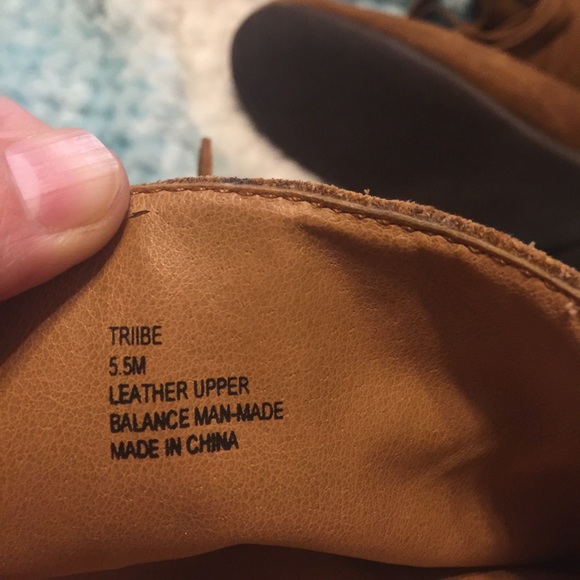 TRIIBE
5.5M
LEATHER UPPER
BALANCE MAN-MADE
MADE IN CHINA